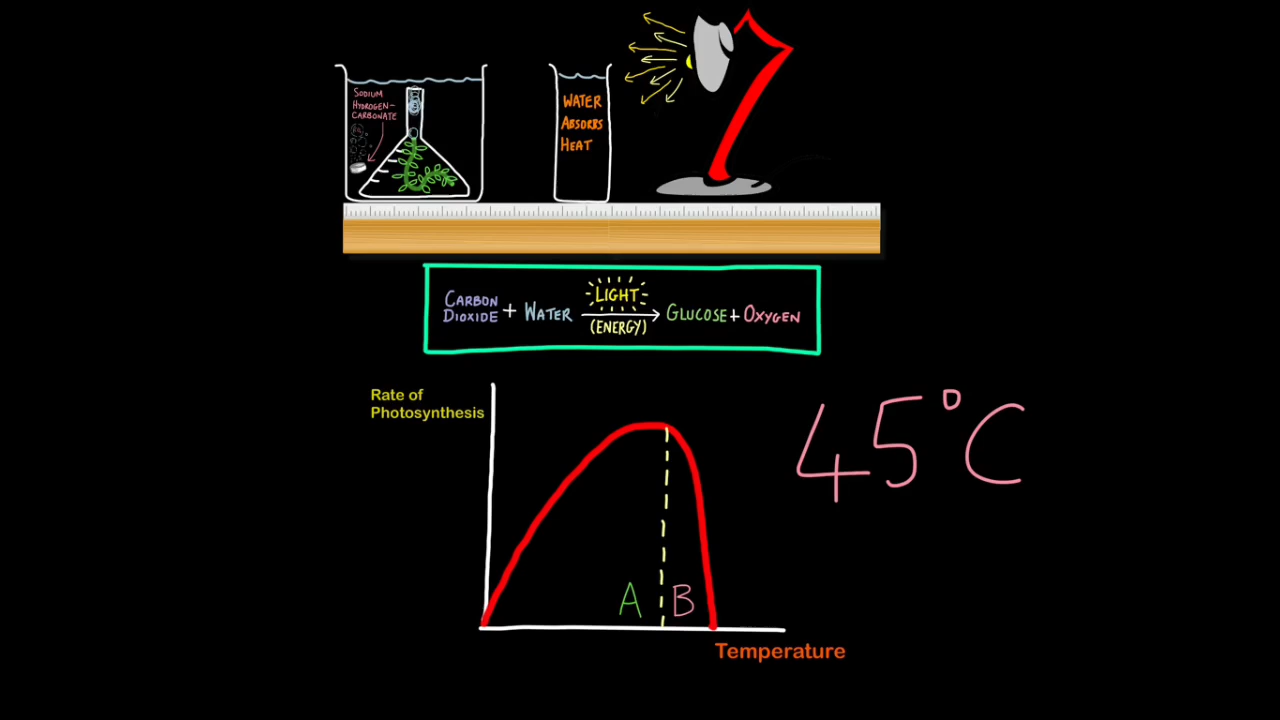 SODIUM
HYDROGEN-
CARBONATE
WATER
ABSORBS
HEAT
CARBON
DIOXIDE + WATER LIGHT (ENERGY) GLUCOSE + OXYGEN
Rate of
Photosynthesis
45°C
A B
Temperature